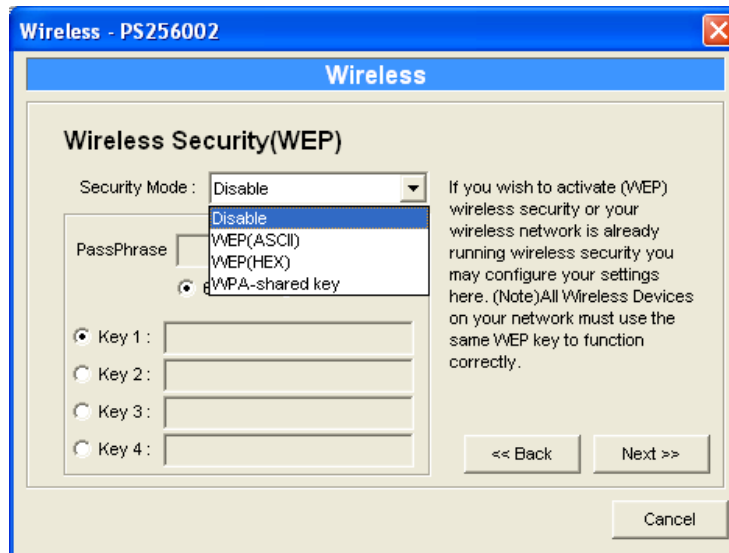 Wireless - PS256002
Wireless
Wireless Security(WEP)
Security Mode : Disable
Disable
WEP(ASCII)
WEP(HEX)
WPA-shared key
PassPhrase
Key 1 :
Key 2 :
Key 3 :
Key 4 :
If you wish to activate (WEP)
wireless security or your
wireless network is already
running wireless security you
may configure your settings
here. (Note)All Wireless Devices
on your network must use the
same WEP key to function
correctly.
<< Back
Next >>
Cancel